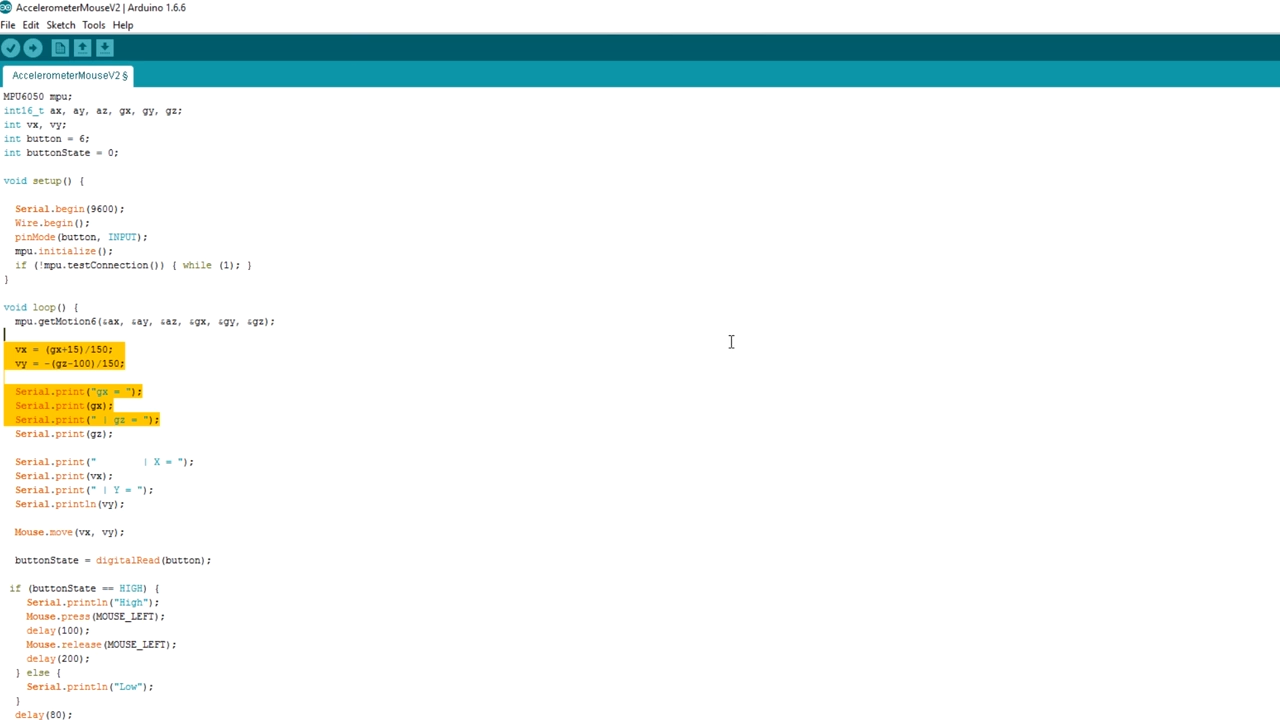 AccelerometerMouseV2 | Arduino 1.6.6
File Edit Sketch Tools Help
AccelerometerMouseV2 §
MPU6050 mpu;
int16_t ax, ay, az, gx, gy, gz;
int vx, vy;
int button = 6;
int buttonState = 0;
void setup() {
Serial.begin(9600);
Wire.begin();
pinMode(button, INPUT);
mpu.initialize();
if (!mpu.testConnection()) { while (1); }
}
void loop() {
mpu.getMotion6(&ax, &ay, &az, &gx, &gy, &gz);
vx = (gx+15)/150;
vy = -(gz-100)/150;
Serial.print("gx = ");
Serial.print(gx);
Serial.print(" | gz = ");
Serial.print(gz);
Serial.print("        | X = ");
Serial.print(vx);
Serial.print(" | Y = ");
Serial.println(vy);
Mouse.move(vx, vy);
buttonState = digitalRead(button);
if (buttonState == HIGH) {
Serial.println("High");
Mouse.press(MOUSE_LEFT);
delay(100);
Mouse.release(MOUSE_LEFT);
delay(200);
} else {
Serial.println("Low");
}
delay(80);